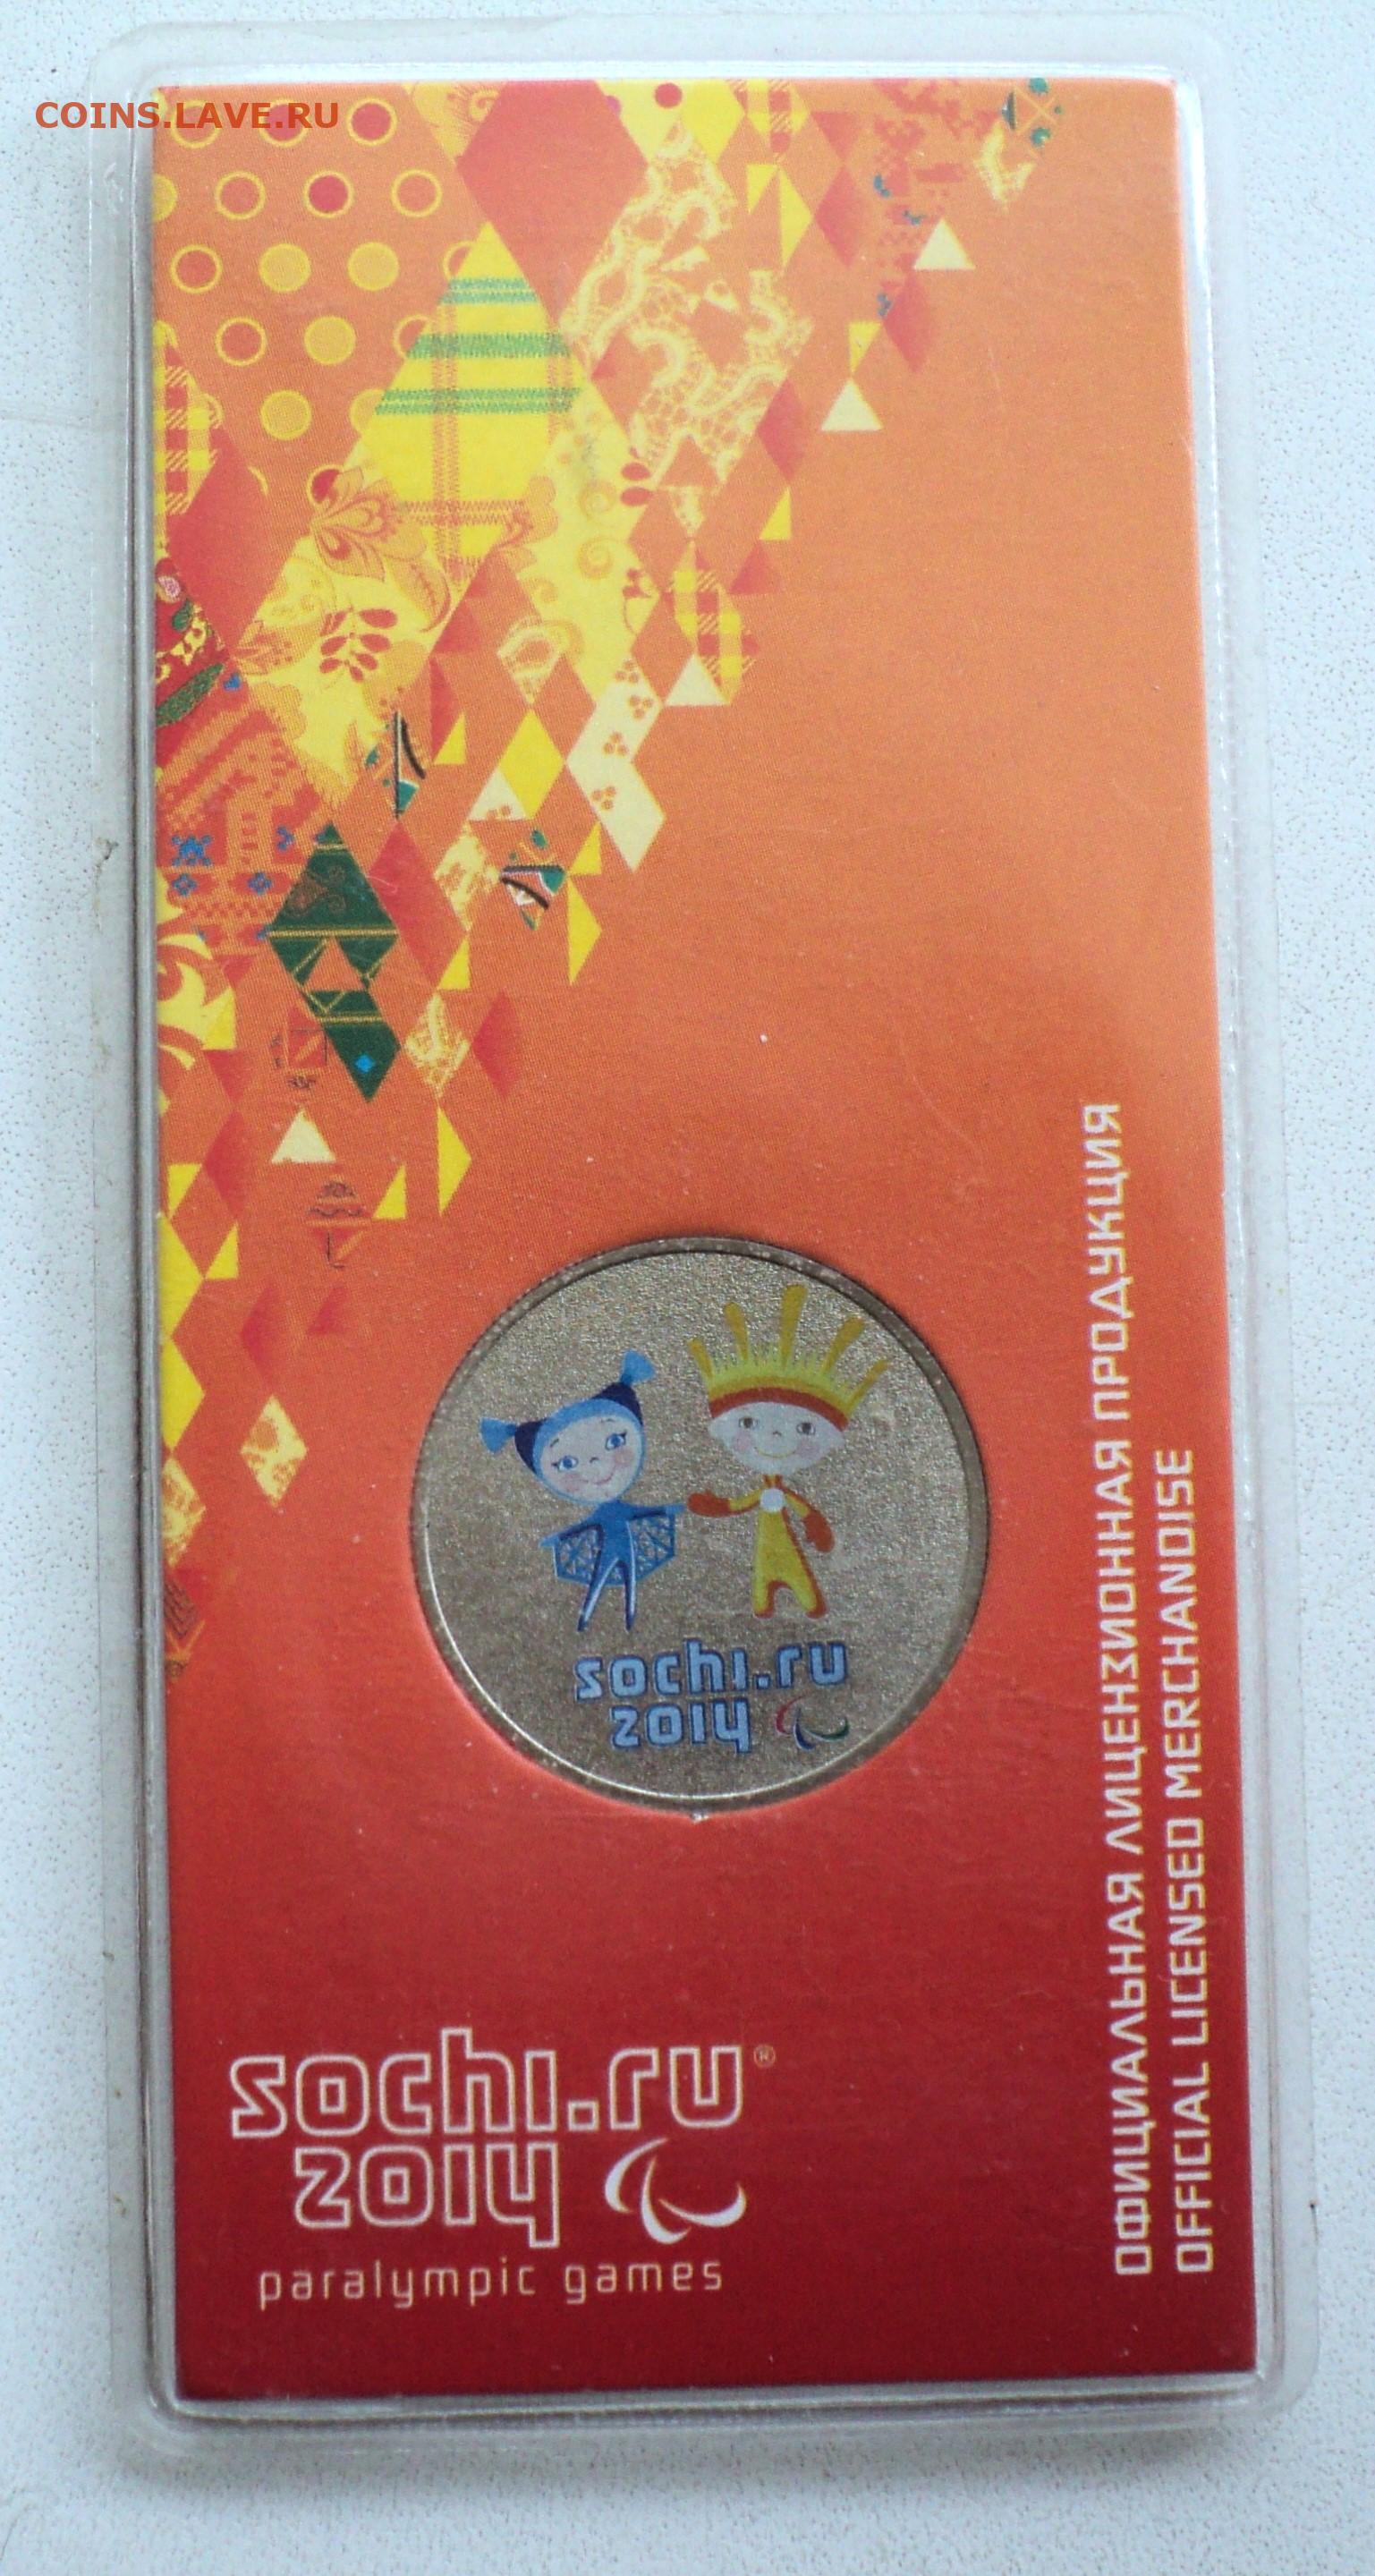 COINS.LAVE.RU
sochi.ru
2014
sochi.ru®
2014
paralympic games
ОФИЦИАЛЬНАЯ ЛИЦЕНЗИОННАЯ ПРОДУКЦИЯ
OFFICIAL LICENSED MERCHANDISE